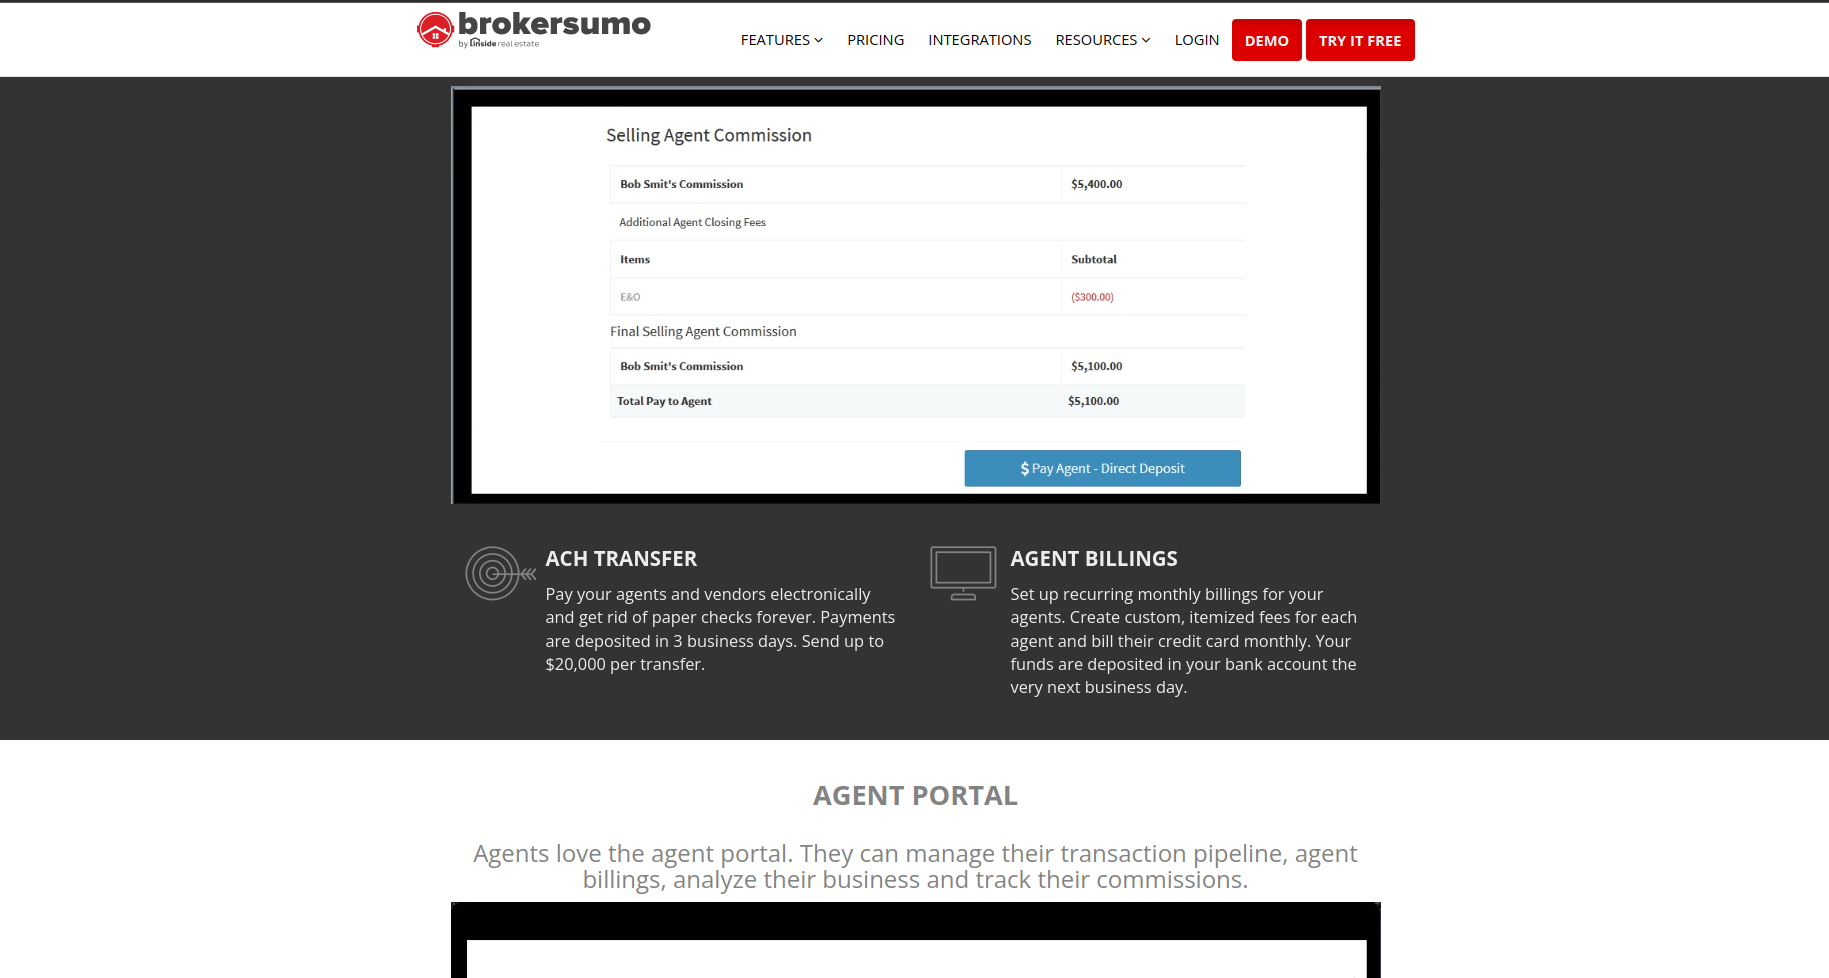 brokersumo
by inside real estate
FEATURES
PRICING
INTEGRATIONS
RESOURCES
LOGIN
DEMO
TRY IT FREE
Selling Agent Commission
Bob Smit's Commission $5,400.00
Additional Agent Closing Fees
Items Subtotal
E&O ($300.00)
Final Selling Agent Commission
Bob Smit's Commission $5,100.00
Total Pay to Agent $5,100.00
$ Pay Agent - Direct Deposit
ACH TRANSFER
Pay your agents and vendors electronically
and get rid of paper checks forever. Payments
are deposited in 3 business days. Send up to
$20,000 per transfer.
AGENT BILLINGS
Set up recurring monthly billings for your
agents. Create custom, itemized fees for each
agent and bill their credit card monthly. Your
funds are deposited in your bank account the
very next business day.
AGENT PORTAL
Agents love the agent portal. They can manage their transaction pipeline, agent
billings, analyze their business and track their commissions.